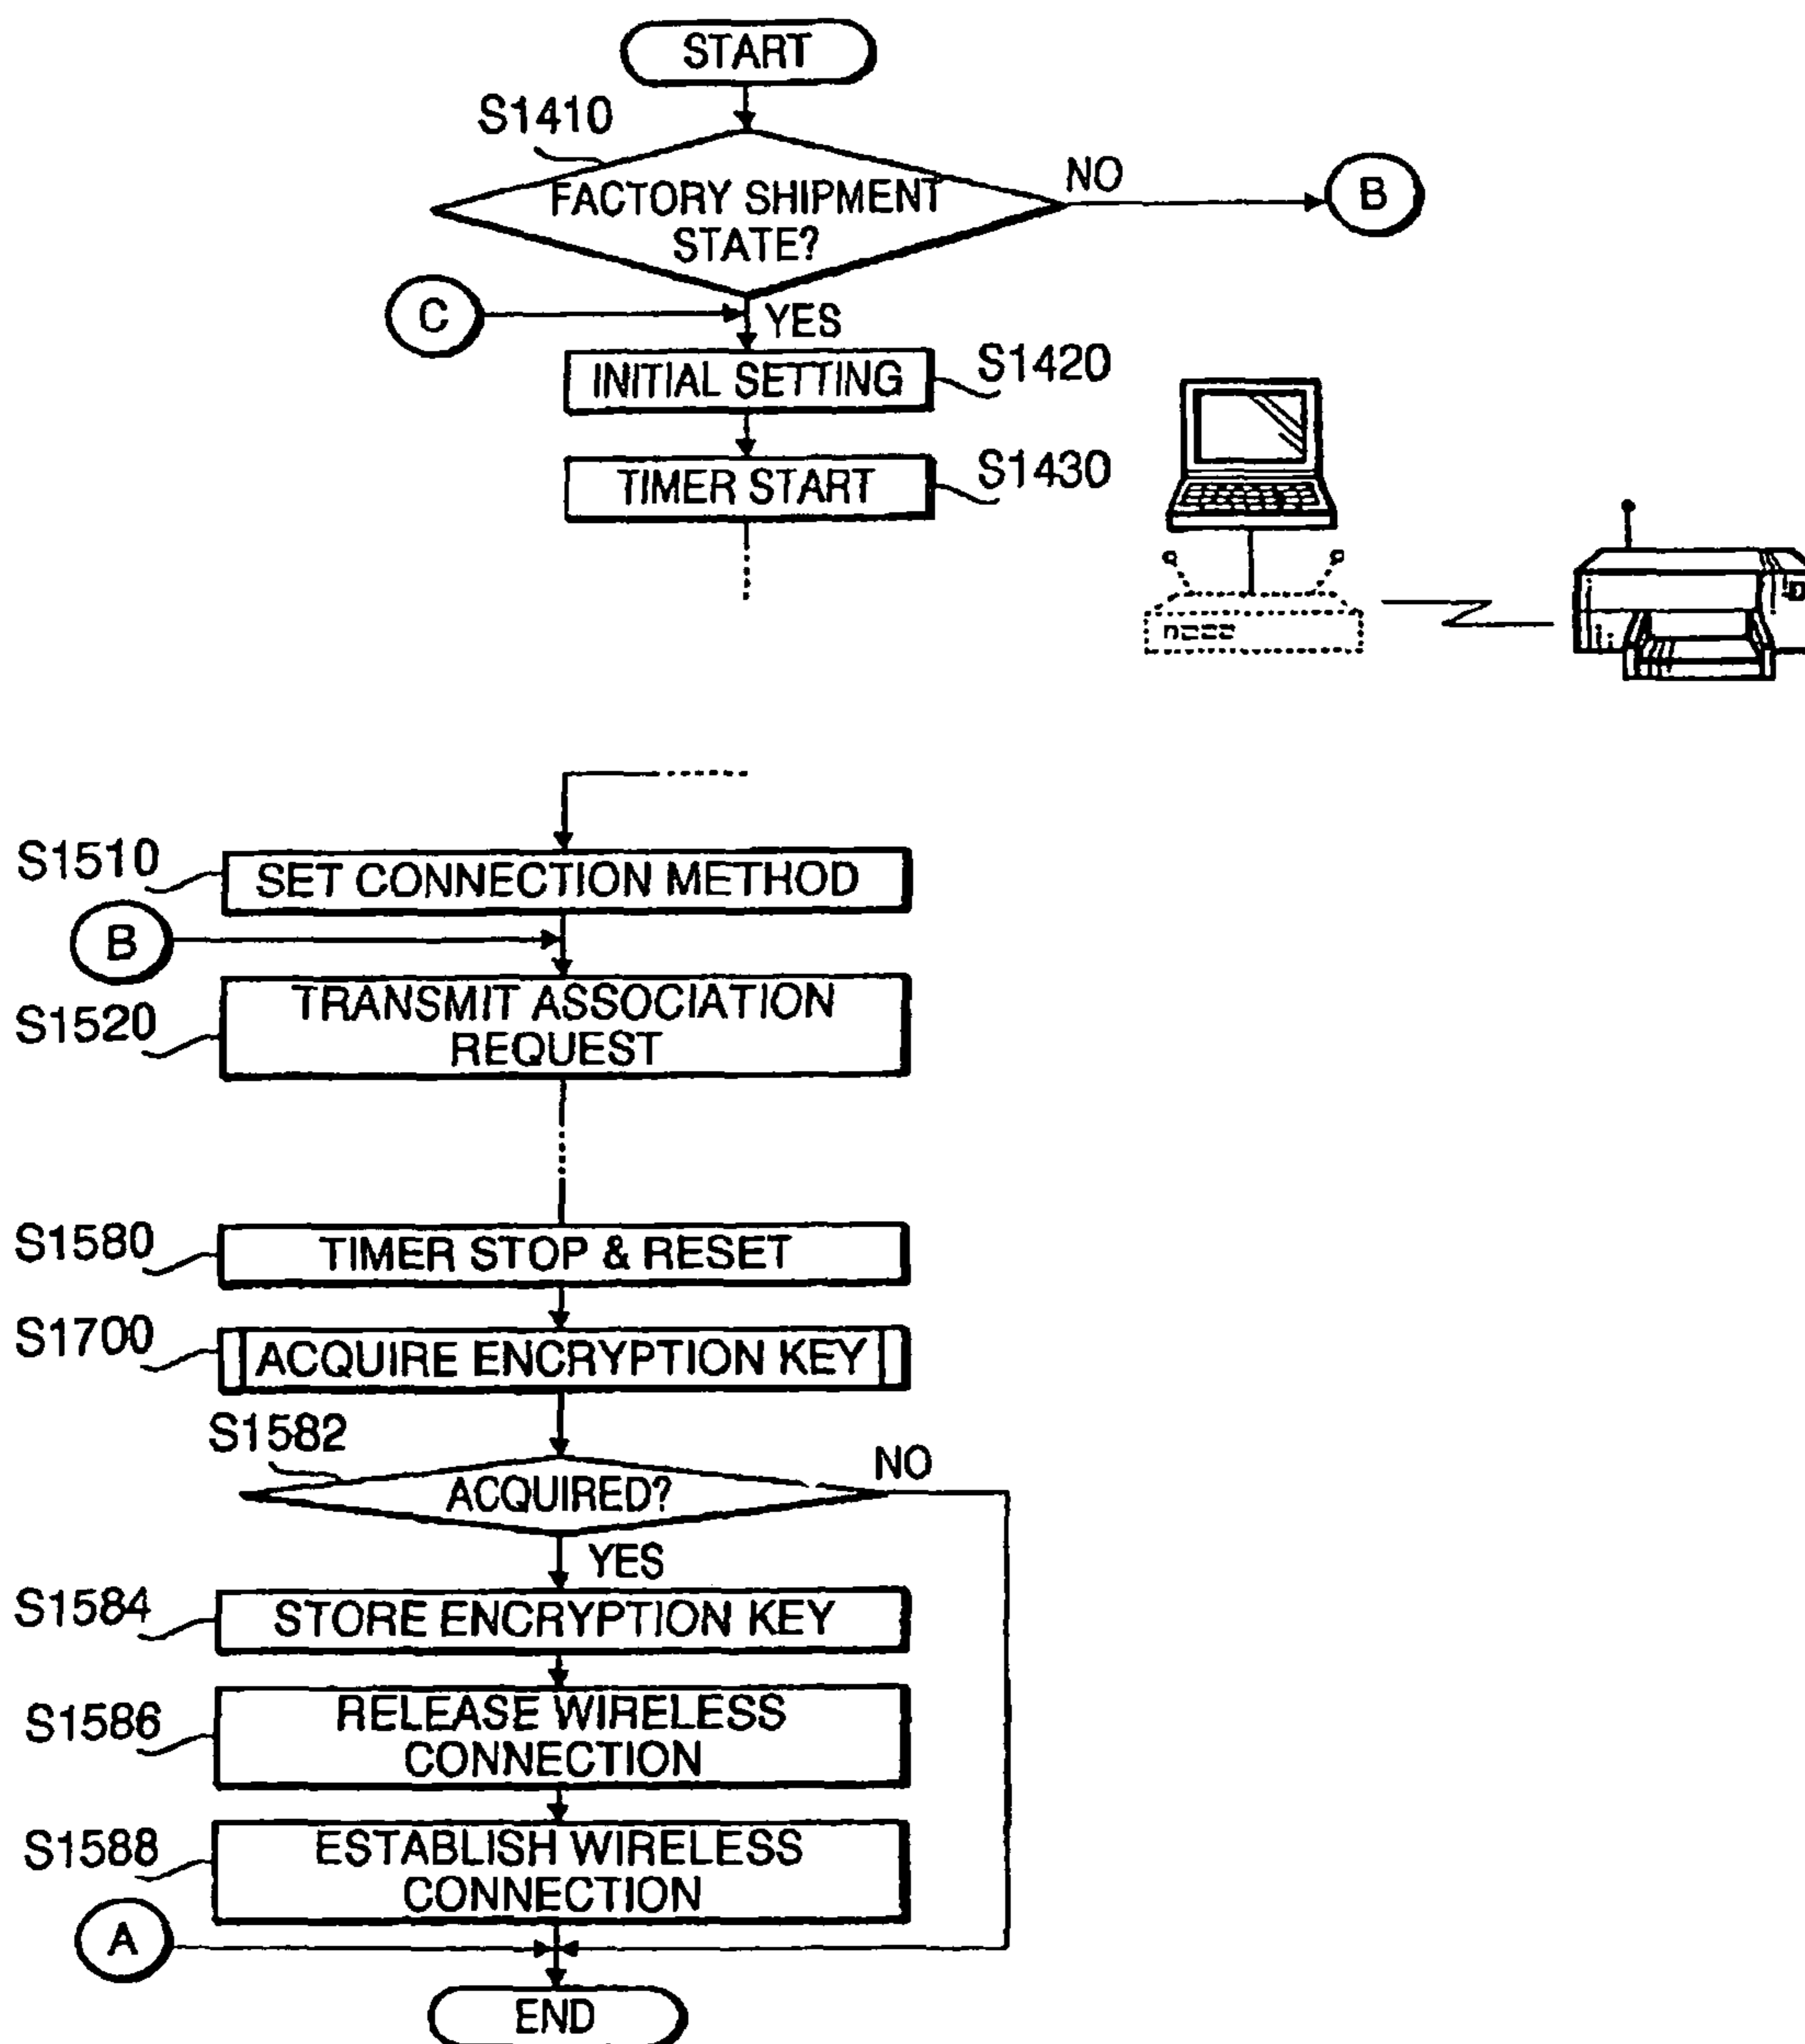 START
S1410
FACTORY SHIPMENT
STATE?
NO
B
C
YES
INITIAL SETTING
S1420
TIMER START
S1430
S1510
SET CONNECTION METHOD
B
S1520
TRANSMIT ASSOCIATION
REQUEST
S1580
TIMER STOP & RESET
S1700
ACQUIRE ENCRYPTION KEY
S1582
ACQUIRED?
NO
YES
S1584
STORE ENCRYPTION KEY
S1586
RELEASE WIRELESS
CONNECTION
S1588
ESTABLISH WIRELESS
CONNECTION
A
END